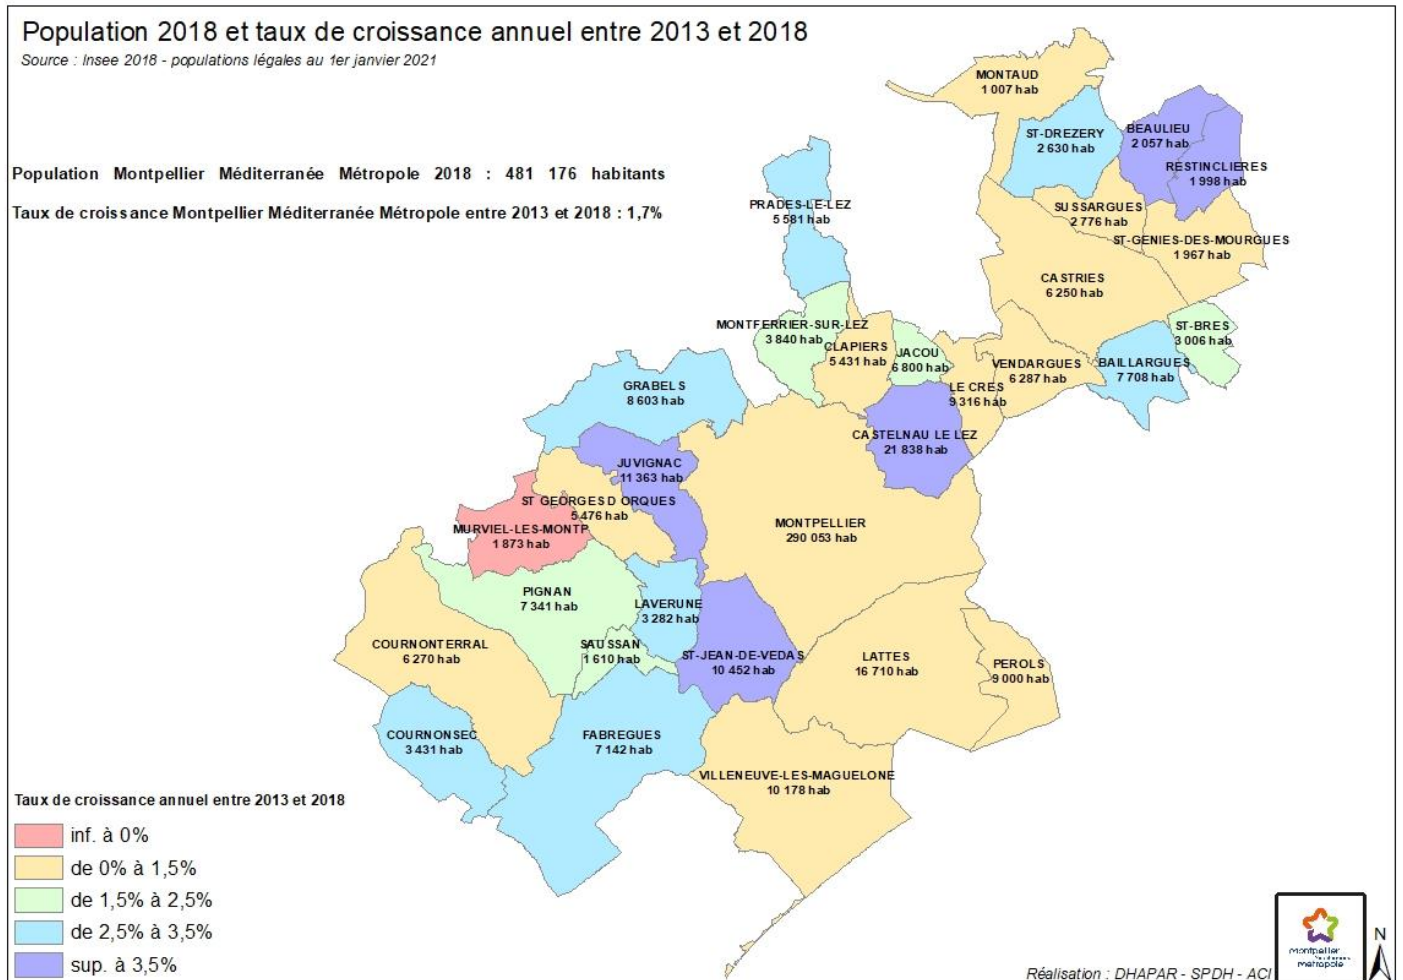 Population 2018 et taux de croissance annuel entre 2013 et 2018
Source : Insee 2018 - populations légales au 1er janvier 2021
Population Montpellier Méditerranée Métropole 2018 : 481 176 habitants
Taux de croissance Montpellier Méditerranée Métropole entre 2013 et 2018 : 1,7%
MONTAUD
1 007 hab
ST-DREZERY
2 630 hab
BEAULIEU
2 057 hab
RESTINCLIERES
1 998 hab
PRADES-LE-LEZ
5 581 hab
SUSSARGUES
2 776 hab
ST-GENIES-DES-MOURGUES
1 967 hab
CASTRIES
6 250 hab
MONTFERRIER-SUR-LEZ
3 840 hab
CLAPIERS
5 431 hab
JACOU
6 800 hab
ST-BRES
3 006 hab
VENDARGUES
6 287 hab
BAILLARGUES
7 708 hab
LE CRES
9 316 hab
GRABELS
8 603 hab
CASTELNAU LE LEZ
21 838 hab
JUVIGNAC
11 363 hab
ST GEORGES D ORQUES
5 476 hab
MURVIEL-LES-MONTP
1 873 hab
MONTPELLIER
290 053 hab
PIGNAN
7 341 hab
LAVERUNE
3 282 hab
COURNONTERRAL
6 270 hab
SAUSSAN
1 610 hab
ST-JEAN-DE-VEDAS
10 452 hab
LATTES
16 710 hab
PEROLS
9 000 hab
COURNONSEC
3 431 hab
FABREGUES
7 142 hab
VILLENEUVE-LES-MAGUELONE
10 178 hab
Taux de croissance annuel entre 2013 et 2018
inf. à 0%
de 0% à 1,5%
de 1,5% à 2,5%
de 2,5% à 3,5%
sup. à 3,5%
Réalisation : DHAPAR - SPDH - ACI
montpellier
métropole
N